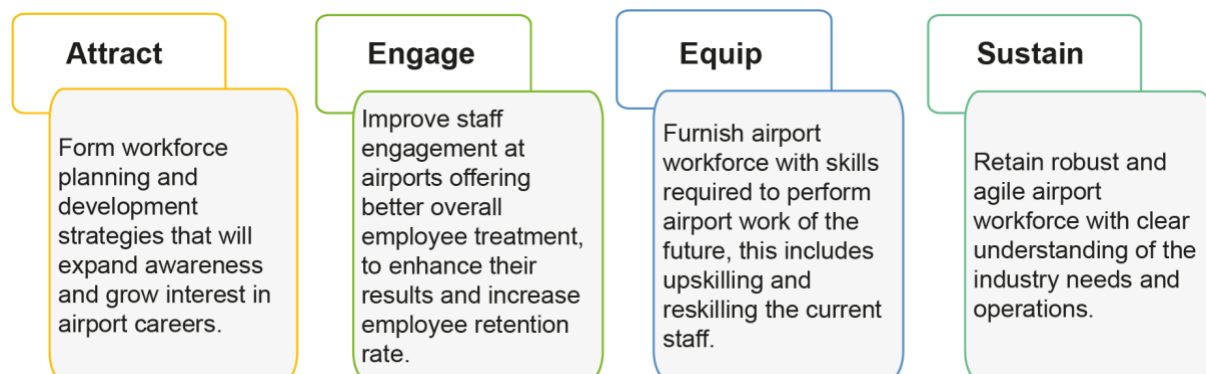 Attract
Form workforce
planning and
development
strategies that will
expand awareness
and grow interest in
airport careers.
Engage
Improve staff
engagement at
airports offering
better overall
employee treatment,
to enhance their
results and increase
employee retention
rate.
Equip
Furnish airport
workforce with skills
required to perform
airport work of the
future, this includes
upskilling and
reskilling the current
staff.
Sustain
Retain robust and
agile airport
workforce with clear
understanding of the
industry needs and
operations.